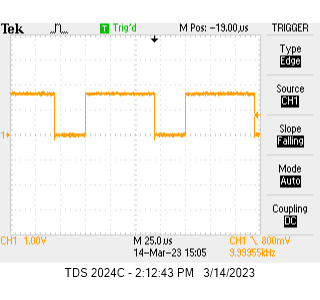 Tek T Trig'd M Pos: -19.00µs TRIGGER
Type
Edge
Source
CH1
Slope
Falling
1
Mode
Auto
Coupling
DC
CH1 1.00V M 25.0µs CH1 800mV
14-Mar-23 15:05 9.99955kHz
TDS 2024C - 2:12:43 PM 3/14/2023